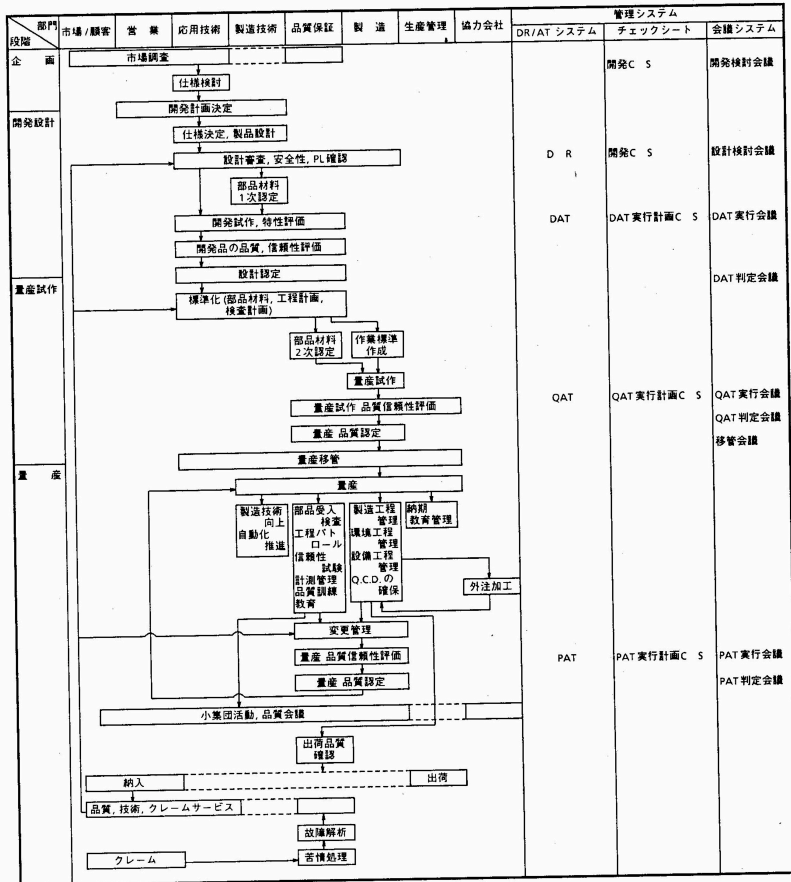 部門
段階
市場/顧客
営 業
応用技術
製造技術
品質保証
製 造
生産管理
協力会社
管理システム
DR/AT システム
チェックシート
会議システム
企 画
市場調査
開発C S
開発検討会議
仕様検討
開発計画決定
開発設計
仕様決定, 製品設計
設計審査, 安全性, PL確認
D R
開発C S
設計検討会議
部品材料
1次認定
開発試作, 特性評価
DAT
DAT実行計画C S
DAT実行会議
開発品の品質, 信頼性評価
設計認定
DAT判定会議
量産試作
標準化(部品材料, 工程計画,
検査計画)
部品材料
2次認定
作業標準
作成
量産試作
量産試作 品質信頼性評価
QAT
QAT実行計画C S
QAT実行会議
QAT判定会議
量産 品質認定
移管会議
量産移管
量 産
量産
製造技術
向上
自動化
推進
部品受入
検査
工程パト
ロール
信頼性
試験
計測管理
品質訓練
教育
製造工程
管理
環境工程
管理
設備工程
管理
Q.C.D.の
確保
納期
教育管理
外注加工
変更管理
量産 品質信頼性評価
PAT
PAT実行計画C S
PAT実行会議
量産 品質認定
PAT判定会議
小集団活動, 品質会議
出荷品質
確認
納入
出荷
品質, 技術, クレームサービス
故障解析
クレーム
苦情処理